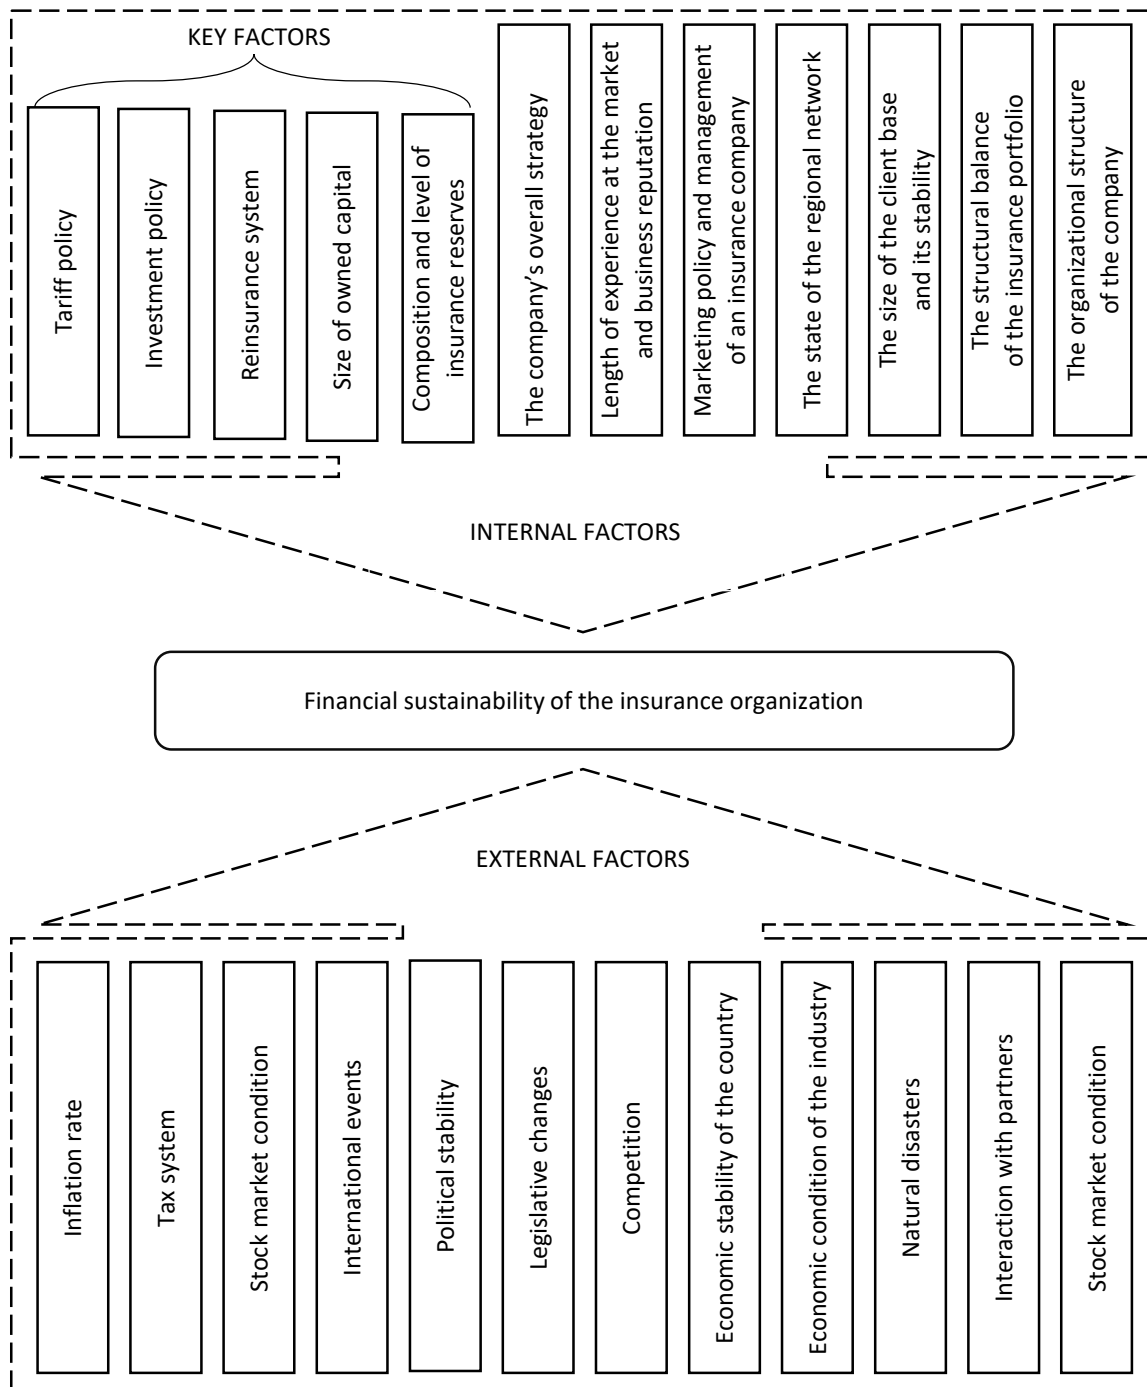 KEY FACTORS
Tariff policy
Investment policy
Reinsurance system
Size of owned capital
Composition and level of
insurance reserves
The company’s overall strategy
Length of experience at the market
and business reputation
Marketing policy and management
of an insurance company
The state of the regional network
The size of the client base
and its stability
The structural balance
of the insurance portfolio
The organizational structure
of the company
INTERNAL FACTORS
Financial sustainability of the insurance organization
EXTERNAL FACTORS
Inflation rate
Tax system
Stock market condition
International events
Political stability
Legislative changes
Competition
Economic stability of the country
Economic condition of the industry
Natural disasters
Interaction with partners
Stock market condition